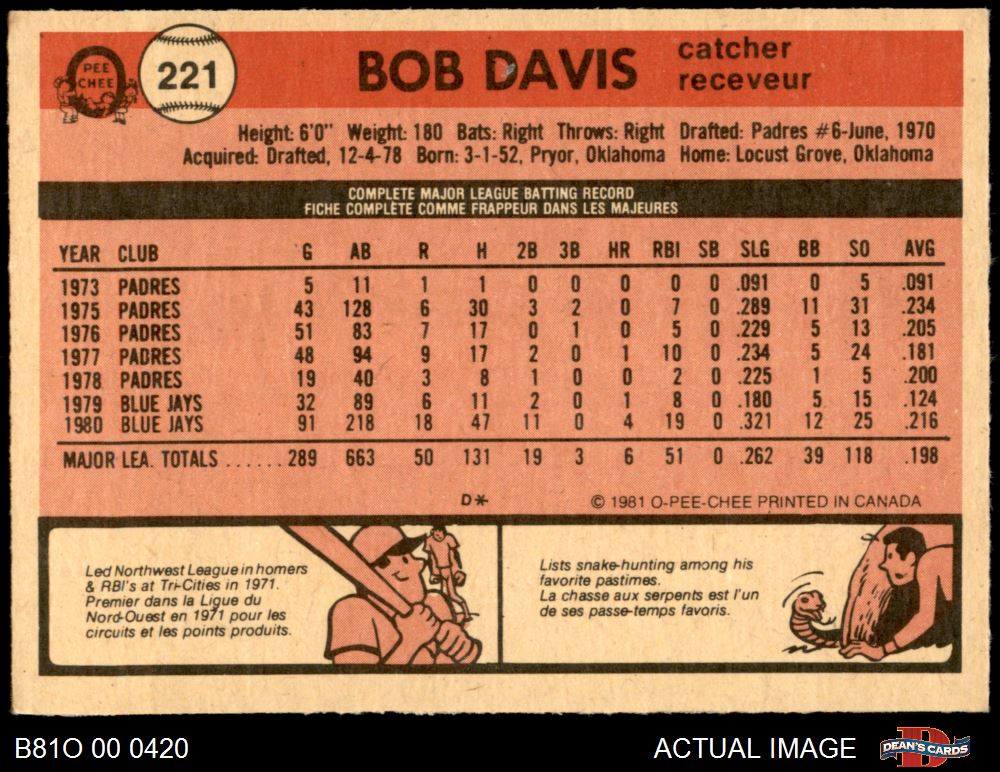 PEE
CHEE
221
BOB DAVIS
catcher
receveur
Height: 6'0" Weight: 180 Bats: Right Throws: Right Drafted: Padres #6-June, 1970
Acquired: Drafted, 12-4-78 Born: 3-1-52, Pryor, Oklahoma Home: Locust Grove, Oklahoma
COMPLETE MAJOR LEAGUE BATTING RECORD
FICHE COMPLÈTE COMME FRAPPEUR DANS LES MAJEURES
YEAR CLUB G AB R H 2B 3B HR RBI SB SLG BB SO AVG
1973 PADRES 5 11 1 1 0 0 0 0 0 .091 0 5 .091
1975 PADRES 43 128 6 30 3 2 0 7 0 .289 11 31 .234
1976 PADRES 51 83 7 17 0 1 0 5 0 .229 5 13 .205
1977 PADRES 48 94 9 17 2 0 1 10 0 .234 5 24 .181
1978 PADRES 19 40 3 8 1 0 0 2 0 .225 1 5 .200
1979 BLUE JAYS 32 89 6 11 2 0 1 8 0 .180 5 15 .124
1980 BLUE JAYS 91 218 18 47 11 0 4 19 0 .321 12 25 .216
MAJOR LEA. TOTALS ......289 663 50 131 19 3 6 51 0 .262 39 118 .198
D* © 1981 O-PEE-CHEE PRINTED IN CANADA
Led Northwest League in homers
& RBI's at Tri-Cities in 1971.
Premier dans la Ligue du
Nord-Ouest en 1971 pour les
circuits et les points produits.
Lists snake-hunting among his
favorite pastimes.
La chasse aux serpents est l'un
de ses passe-temps favoris.
B81O 00 0420
ACTUAL IMAGE
D
DEAN'S CARDS